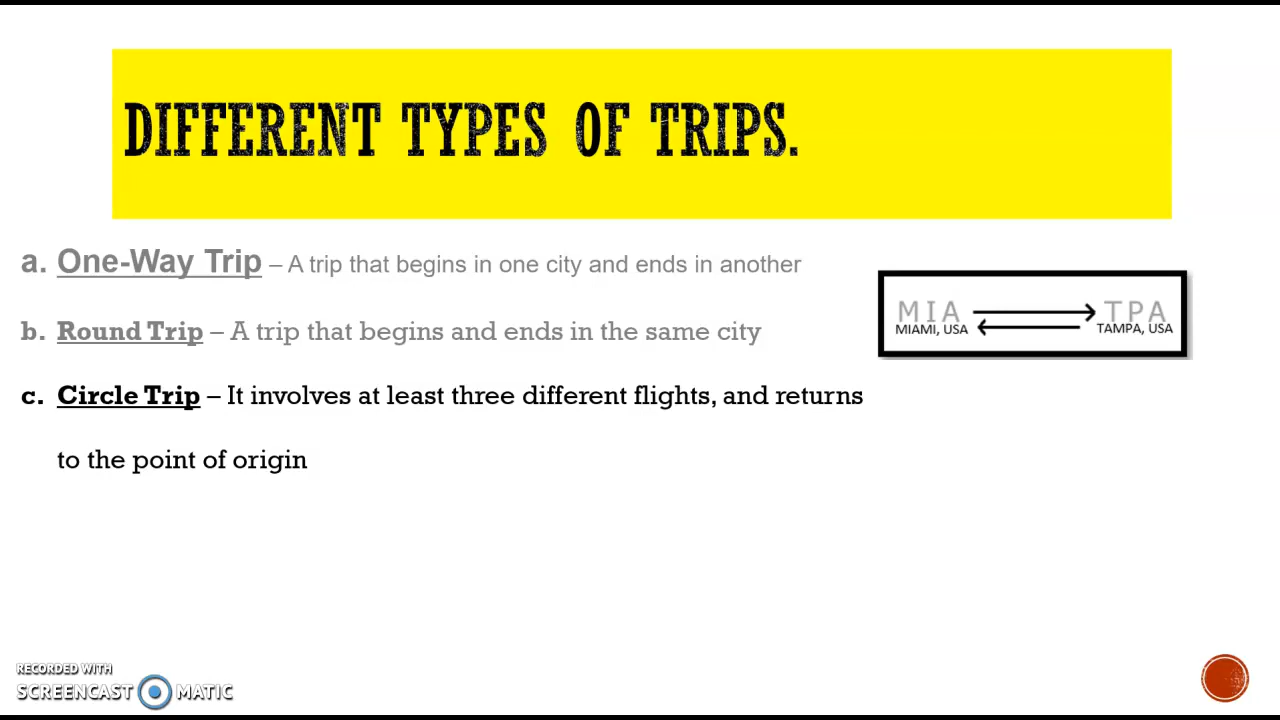 DIFFERENT TYPES OF TRIPS.
a. One-Way Trip – A trip that begins in one city and ends in another
b. Round Trip – A trip that begins and ends in the same city
MIA TPA
MIAMI, USA TAMPA, USA
c. Circle Trip – It involves at least three different flights, and returns
to the point of origin
RECORDED WITH
SCREENCAST MATIC